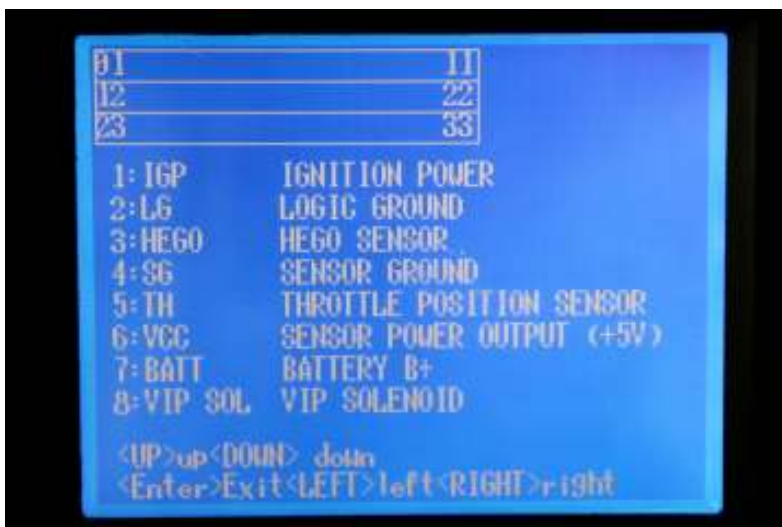 01 11
12 22
23 33
1:IGP IGNITION POWER
2:LG LOGIC GROUND
3:HEGO HEGO SENSOR
4:SG SENSOR GROUND
5:TH THROTTLE POSITION SENSOR
6:VCC SENSOR POWER OUTPUT (+5V)
7:BATT BATTERY B+
8:VIP SOL VIP SOLENOID
<UP>up<DOWN> down
<Enter>Exit<LEFT>left<RIGHT>right